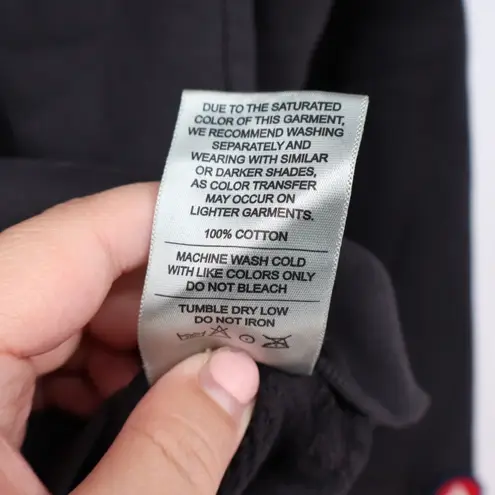 DUE TO THE SATURATED
COLOR OF THIS GARMENT,
WE RECOMMEND WASHING
SEPARATELY AND
WEARING WITH SIMILAR
OR DARKER SHADES,
AS COLOR TRANSFER
MAY OCCUR ON
LIGHTER GARMENTS.
100% COTTON
MACHINE WASH COLD
WITH LIKE COLORS ONLY
DO NOT BLEACH
TUMBLE DRY LOW
DO NOT IRON